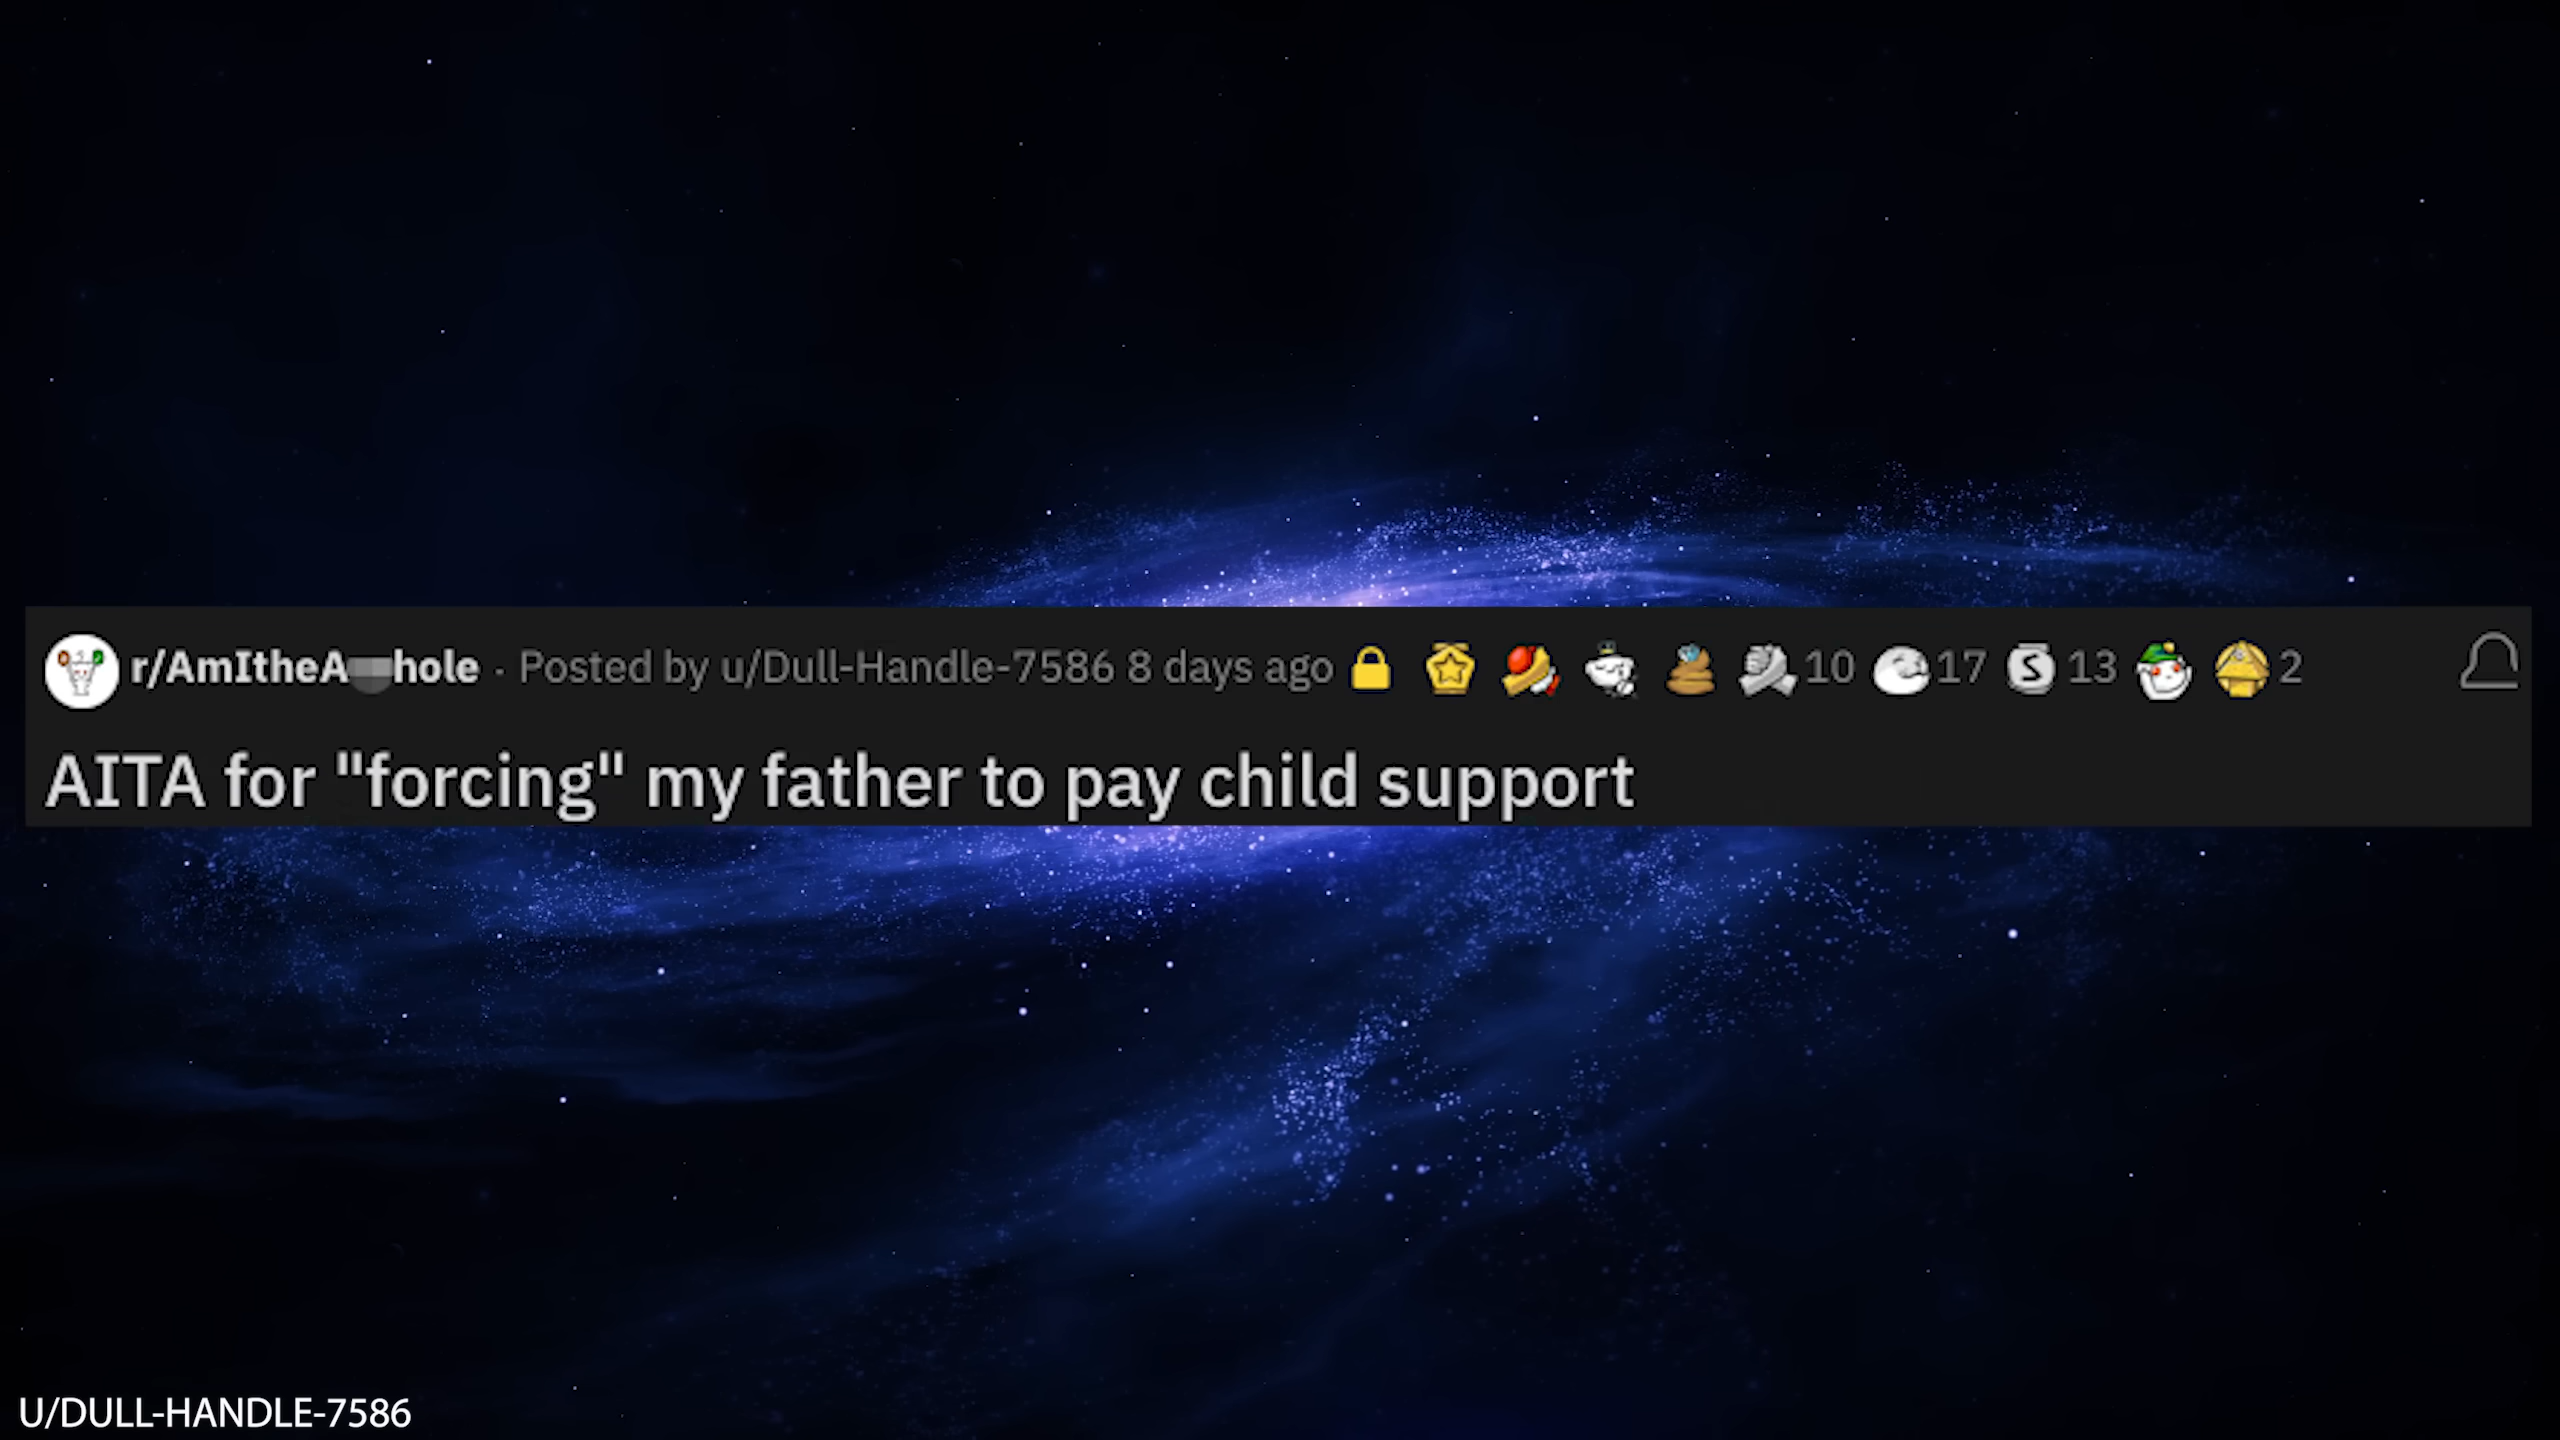 r/AmItheA hole · Posted by u/Dull-Handle-7586 8 days ago 10 17 S 13 2
AITA for "forcing" my father to pay child support
U/DULL-HANDLE-7586